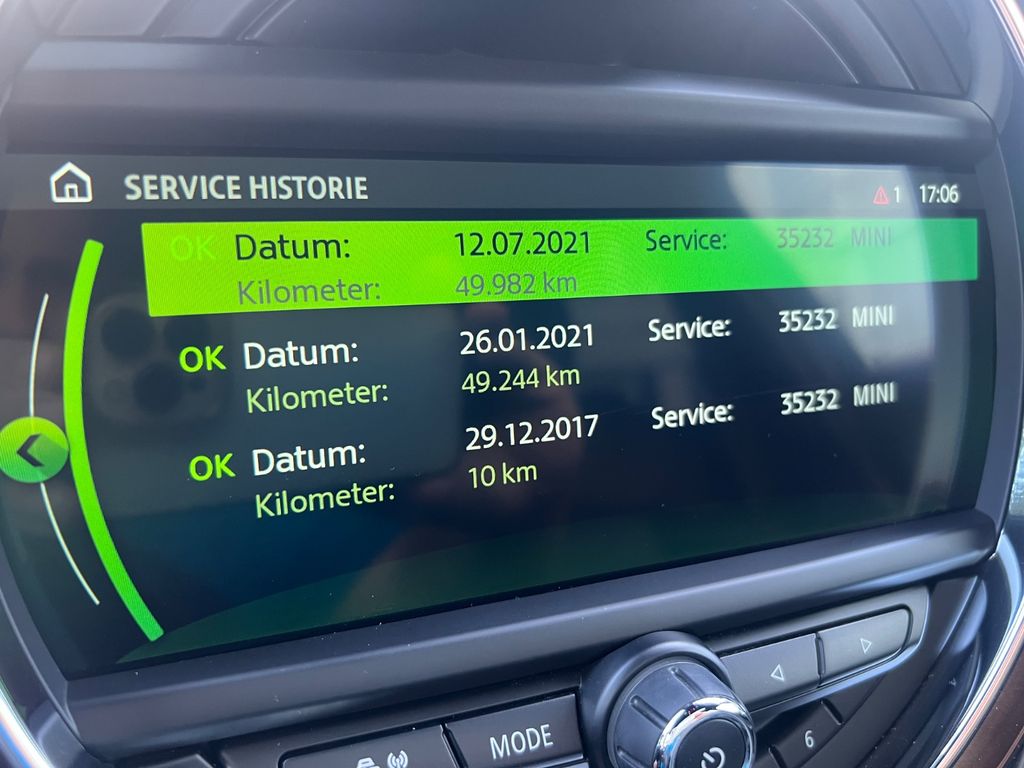 SERVICE HISTORIE 1 17:06
OK Datum: 12.07.2021 Service: 35232 MINI
Kilometer: 49.982 km
OK Datum: 26.01.2021 Service: 35232 MINI
Kilometer: 49.244 km
OK Datum: 29.12.2017 Service: 35232 MINI
Kilometer: 10 km
MODE
6